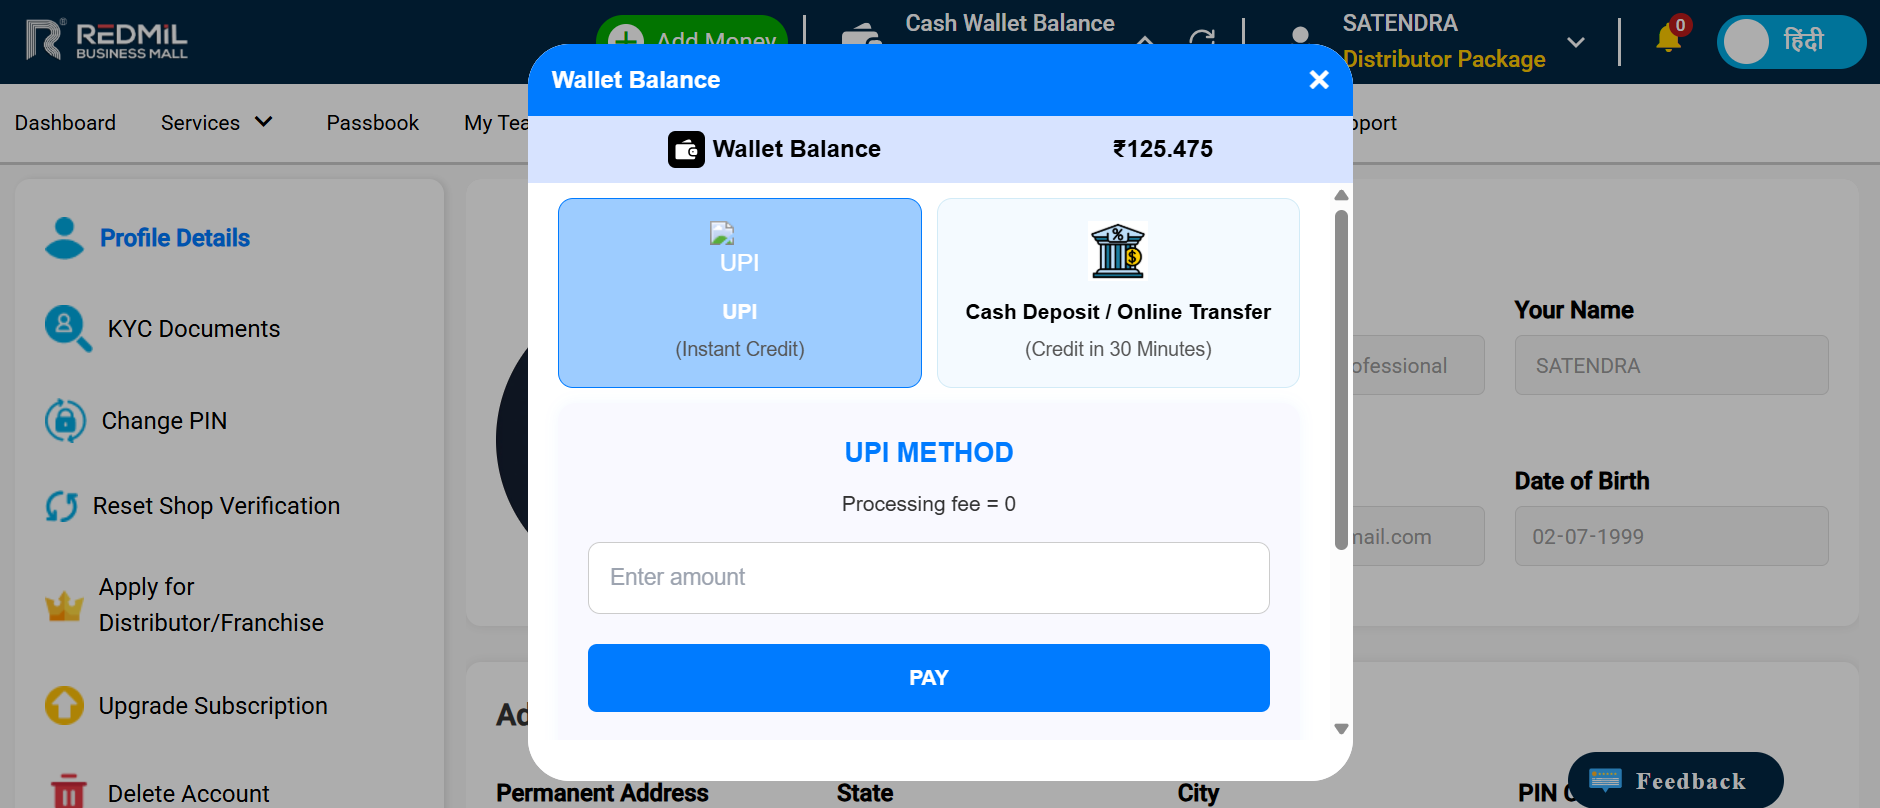 REDMIL
BUSINESS MALL
Add Money
Cash Wallet Balance
SATENDRA
Distributor Package
0
हिंदी
Dashboard
Services
Passbook
My Tea
pport
Wallet Balance
Wallet Balance
₹125.475
UPI
UPI
(Instant Credit)
Cash Deposit / Online Transfer
(Credit in 30 Minutes)
UPI METHOD
Processing fee = 0
Enter amount
PAY
Profile Details
KYC Documents
Change PIN
Reset Shop Verification
Apply for
Distributor/Franchise
Upgrade Subscription
Delete Account
Your Name
ofessional
SATENDRA
Date of Birth
mail.com
02-07-1999
Ad
Permanent Address
State
City
PIN
Feedback